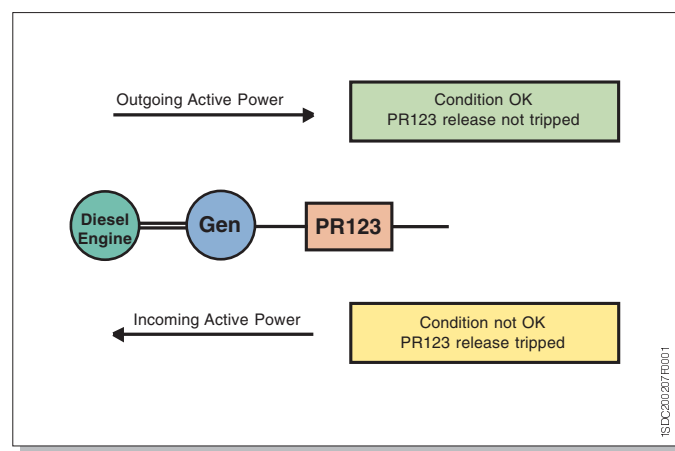 Outgoing Active Power
Condition OK
PR123 release not tripped
Diesel
Engine
Gen
PR123
Incoming Active Power
Condition not OK
PR123 release tripped
1SDC200207F0001